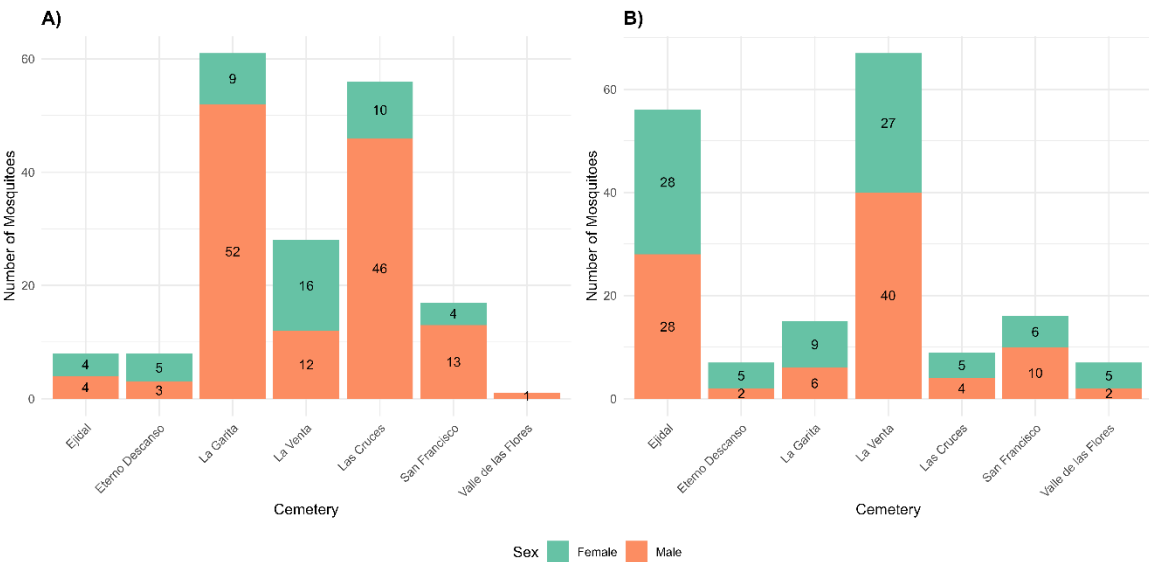 A)
Number of Mosquitoes
60
40
20
0
9
52
10
46
16
12
4
13
4
4
5
3
1
Ejidal
Eterno Descanso
La Garita
La Venta
Las Cruces
San Francisco
Valle de las Flores
Cemetery
B)
Number of Mosquitoes
60
40
20
0
28
28
5
2
9
6
27
40
5
4
6
10
5
2
Ejidal
Eterno Descanso
La Garita
La Venta
Las Cruces
San Francisco
Valle de las Flores
Cemetery
Sex Female Male